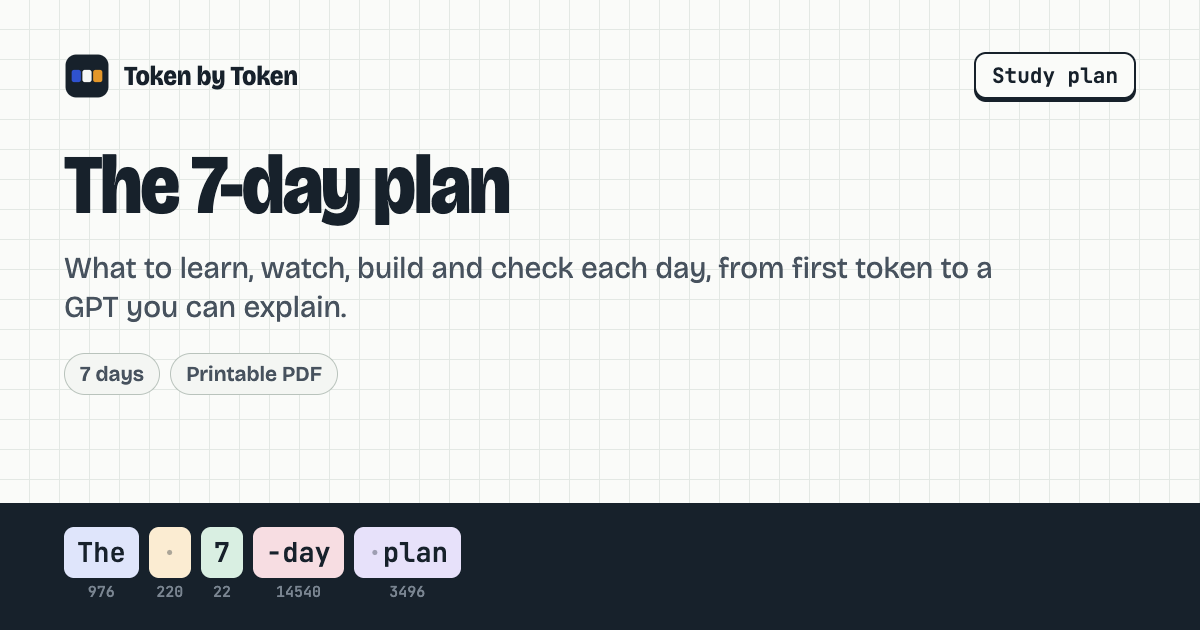 Token by Token
Study plan
The 7-day plan
What to learn, watch, build and check each day, from first token to a
GPT you can explain.
7 days
Printable PDF
The · 7 -day ·plan
976 220 22 14540 3496